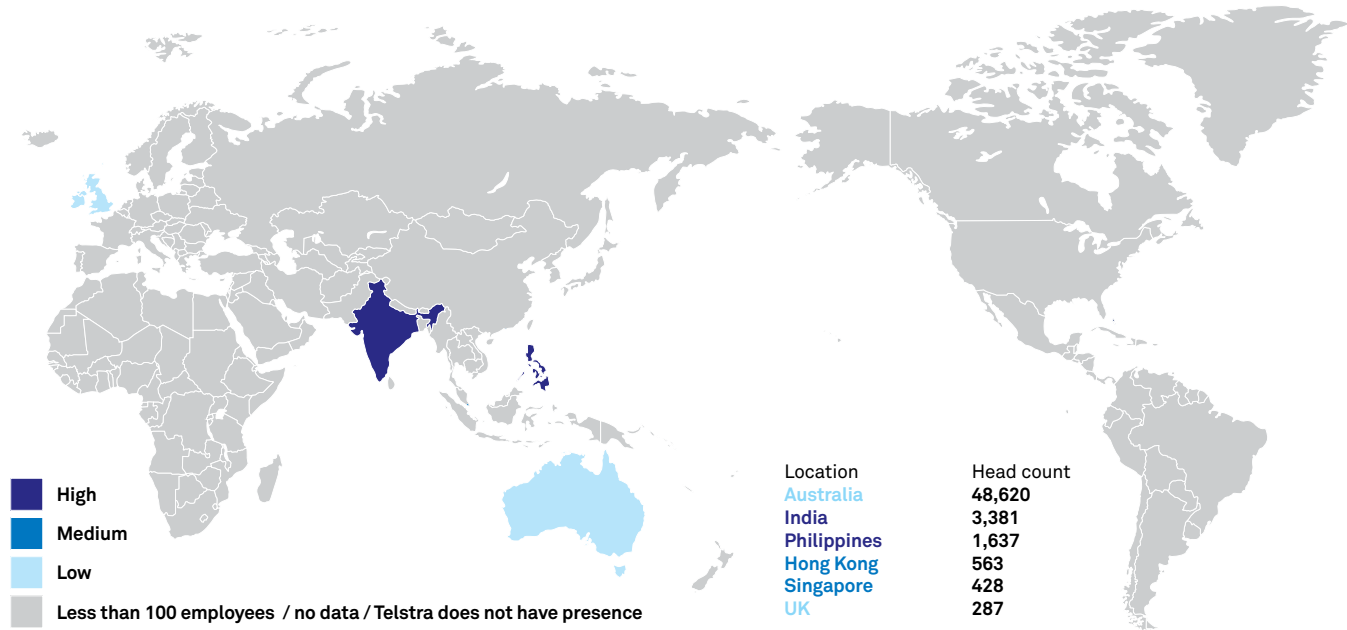 High
Medium
Low
Less than 100 employees / no data / Telstra does not have presence
Location Head count
Australia 48,620
India 3,381
Philippines 1,637
Hong Kong 563
Singapore 428
UK 287